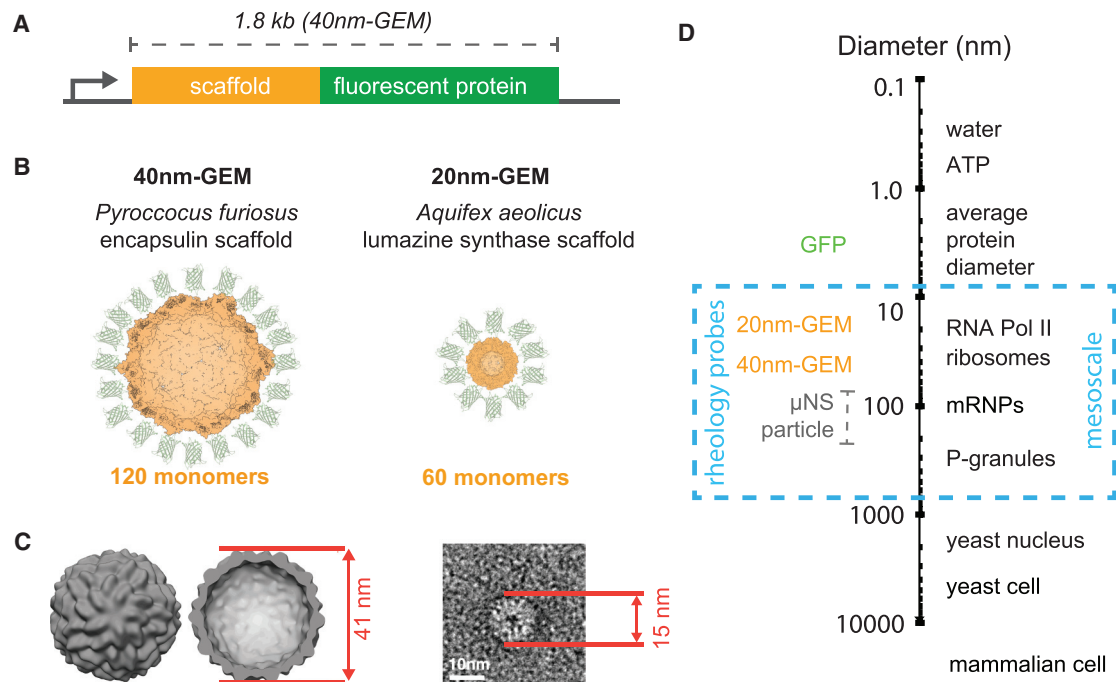 A
1.8 kb (40nm-GEM)
scaffold
fluorescent protein
B
40nm-GEM
Pyroccocus furiosus
encapsulin scaffold
120 monomers
20nm-GEM
Aquifex aeolicus
lumazine synthase scaffold
60 monomers
C
41 nm
10nm
15 nm
D
Diameter (nm)
0.1
water
ATP
1.0
average
protein
diameter
GFP
10
20nm-GEM
RNA Pol II
ribosomes
40nm-GEM
µNS
particle
100
mRNPs
P-granules
rheology probes
mesoscale
1000
yeast nucleus
yeast cell
10000
mammalian cell